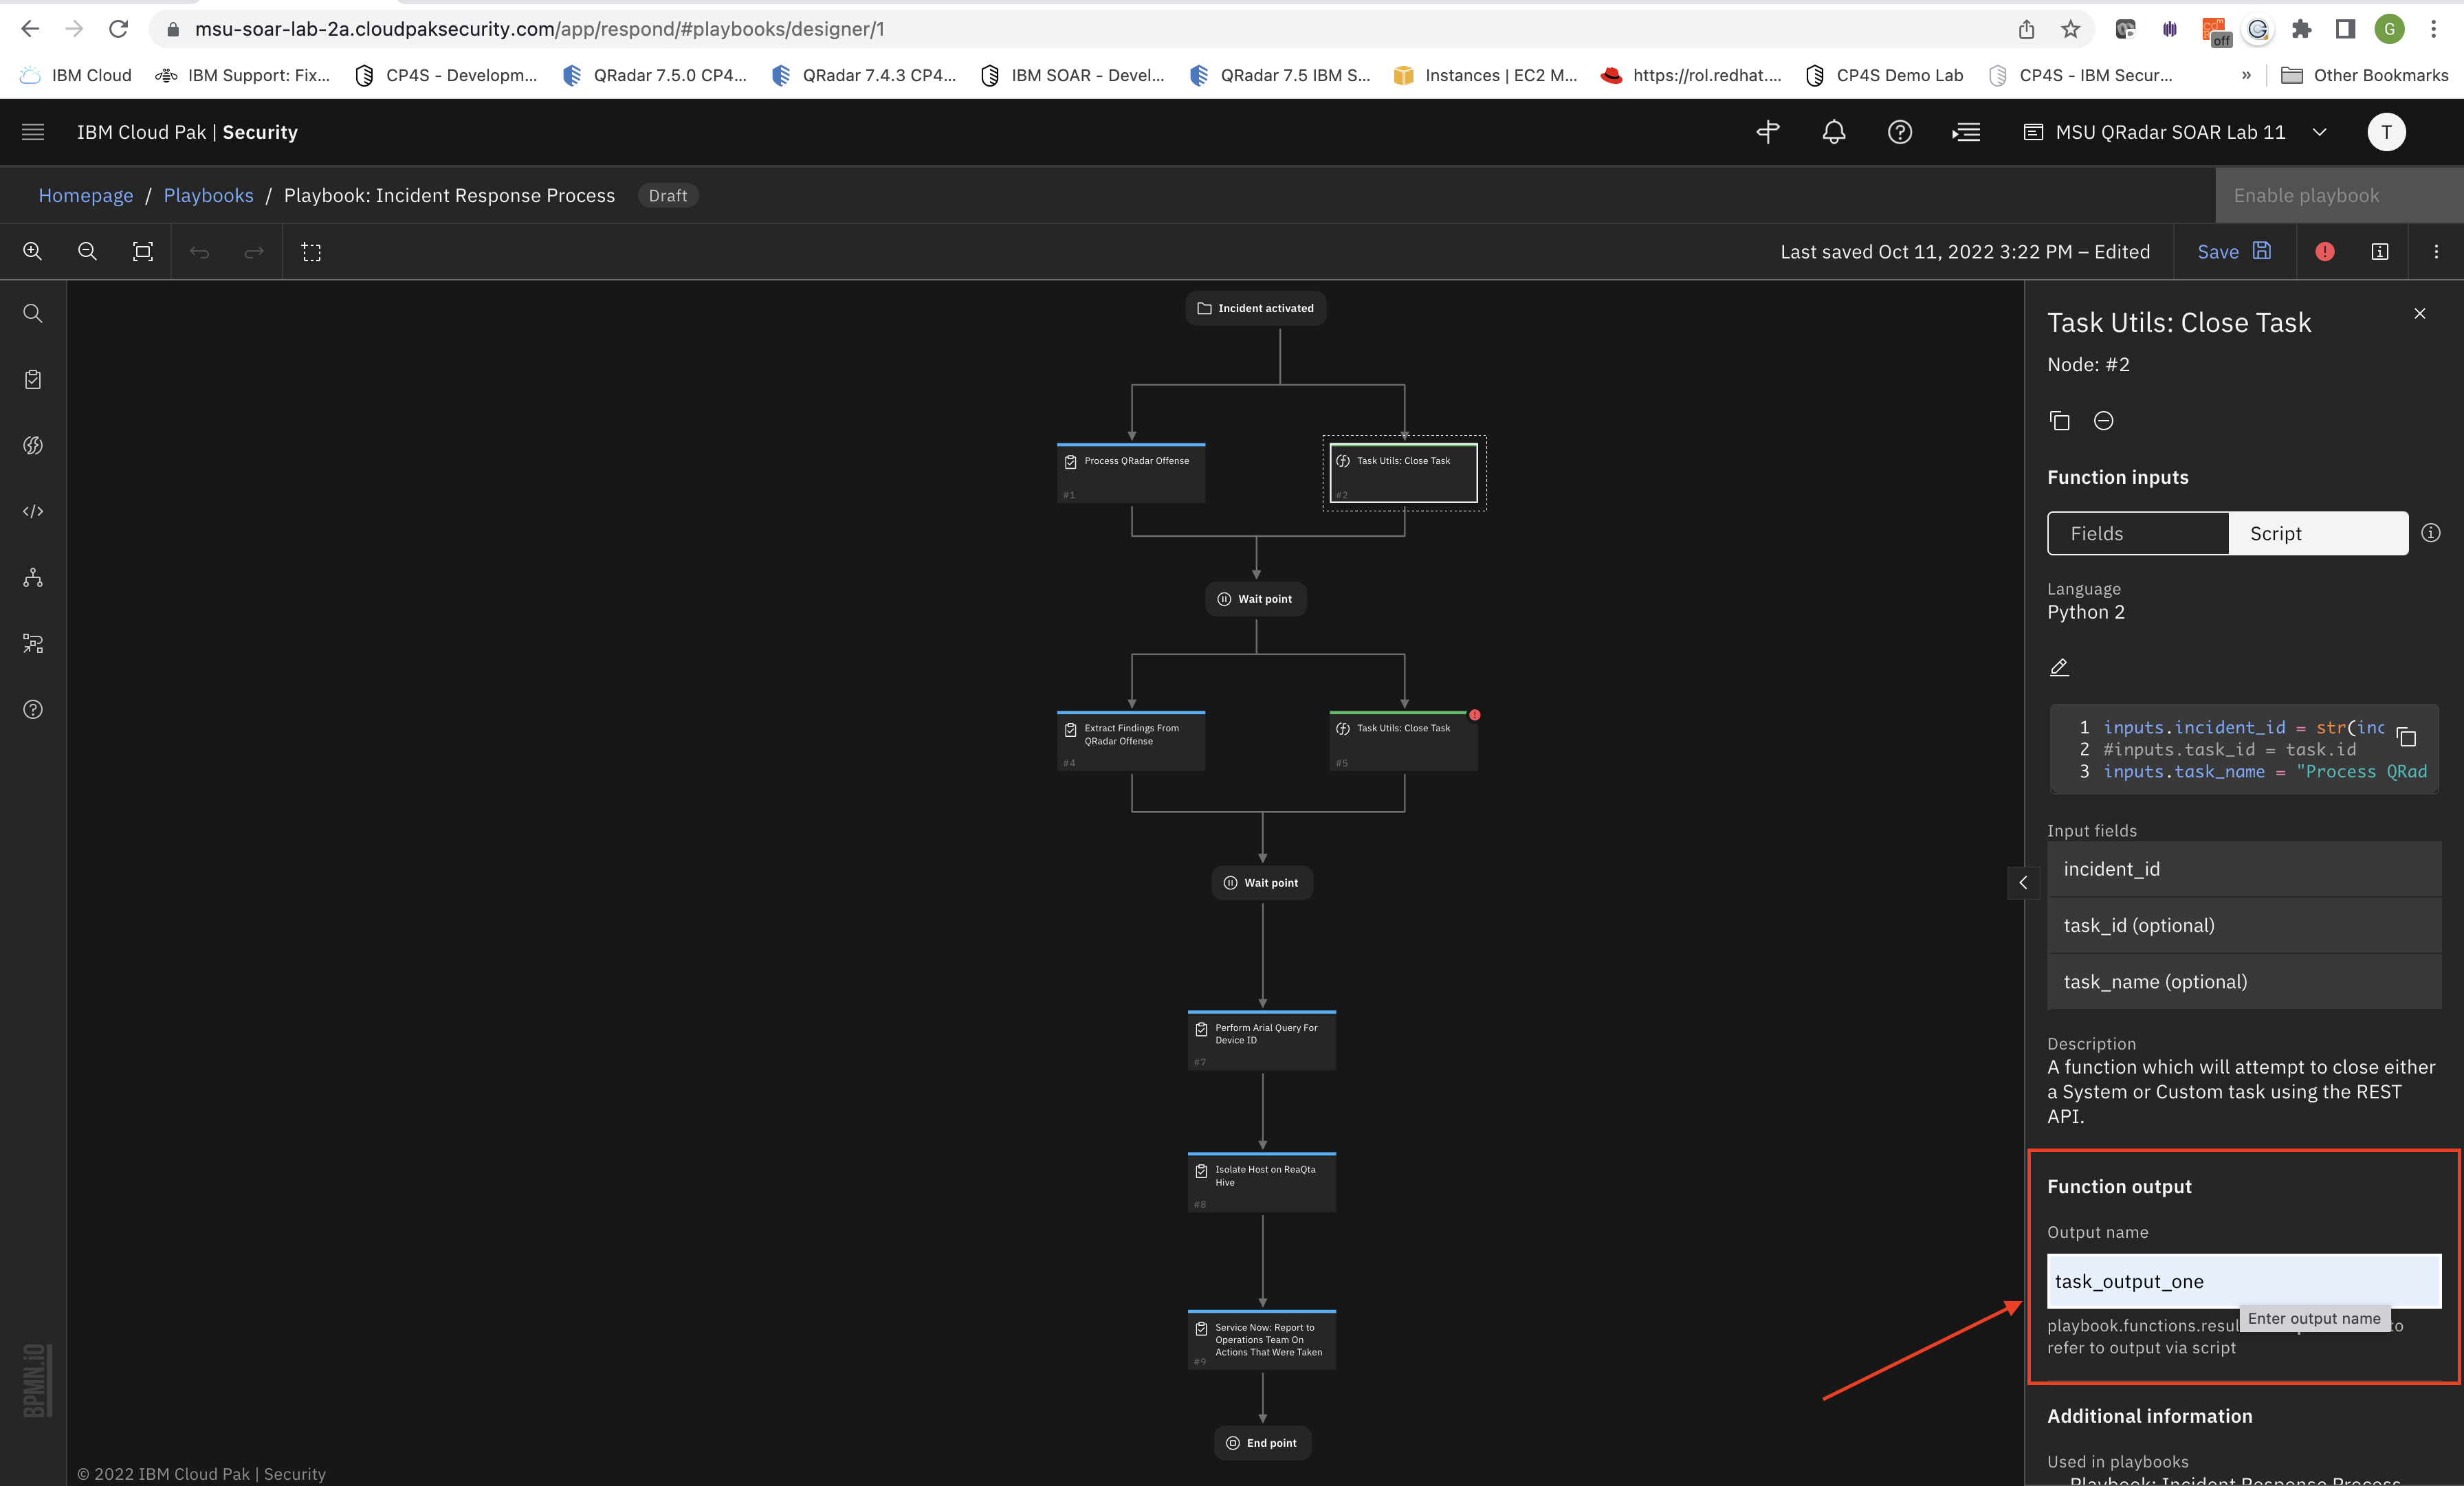 msu-soar-lab-2a.cloudpaksecurity.com/app/respond/#playbooks/designer/1
off
G
IBM Cloud
IBM Support: Fix...
CP4S - Developm...
QRadar 7.5.0 CP4...
QRadar 7.4.3 CP4...
IBM SOAR - Devel...
QRadar 7.5 IBM S...
Instances | EC2 M...
https://rol.redhat....
CP4S Demo Lab
CP4S - IBM Secur...
»
Other Bookmarks
IBM Cloud Pak | Security
MSU QRadar SOAR Lab 11
T
Homepage / Playbooks / Playbook: Incident Response Process
Draft
Enable playbook
Last saved Oct 11, 2022 3:22 PM – Edited
Save
Incident activated
Process QRadar Offense
#1
Task Utils: Close Task
#2
Wait point
Extract Findings From
QRadar Offense
#4
Task Utils: Close Task
#5
Wait point
Perform Arial Query For
Device ID
#7
Isolate Host on ReaQta
Hive
#8
Service Now: Report to
Operations Team On
Actions That Were Taken
#9
End point
BPMN.iO
© 2022 IBM Cloud Pak | Security
Task Utils: Close Task
Node: #2
Function inputs
Fields
Script
Language
Python 2
1 inputs.incident_id = str(inc
2 #inputs.task_id = task.id
3 inputs.task_name = "Process QRad
Input fields
incident_id
task_id (optional)
task_name (optional)
Description
A function which will attempt to close either
a System or Custom task using the REST
API.
Function output
Output name
task_output_one
Enter output name
playbook.functions.resul to
refer to output via script
Additional information
Used in playbooks
Playbook: Incident Response Process